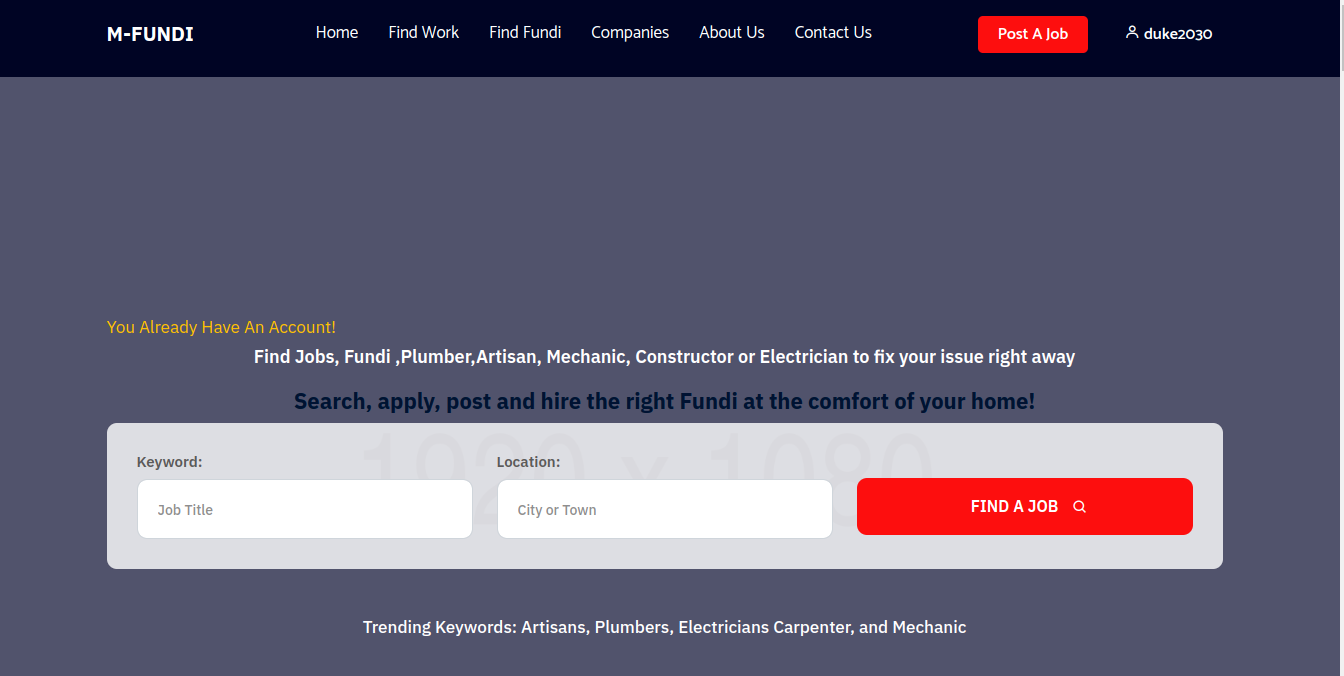 M-FUNDI Home Find Work Find Fundi Companies About Us Contact Us Post A Job duke2030
You Already Have An Account!
Find Jobs, Fundi ,Plumber,Artisan, Mechanic, Constructor or Electrician to fix your issue right away
Search, apply, post and hire the right Fundi at the comfort of your home!
1920 x 1080
Keyword: Location:
Job Title City or Town FIND A JOB
Trending Keywords: Artisans, Plumbers, Electricians Carpenter, and Mechanic